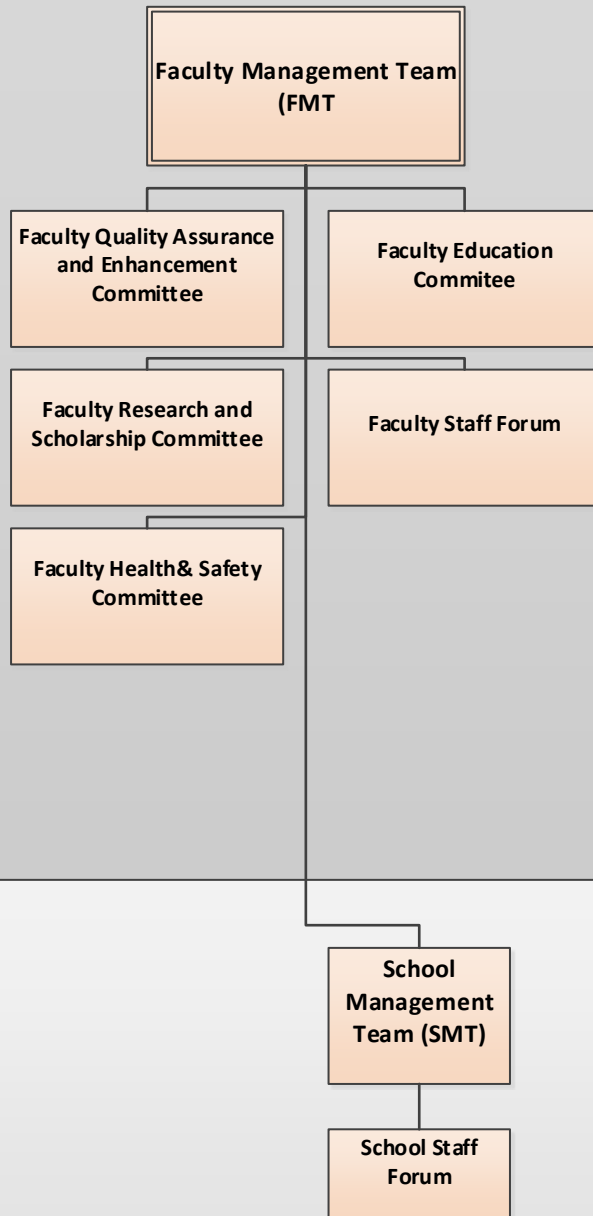 Faculty Management Team
(FMT
Faculty Quality Assurance
and Enhancement
Committee
Faculty Education
Commitee
Faculty Research and
Scholarship Committee
Faculty Staff Forum
Faculty Health& Safety
Committee
School
Management
Team (SMT)
School Staff
Forum